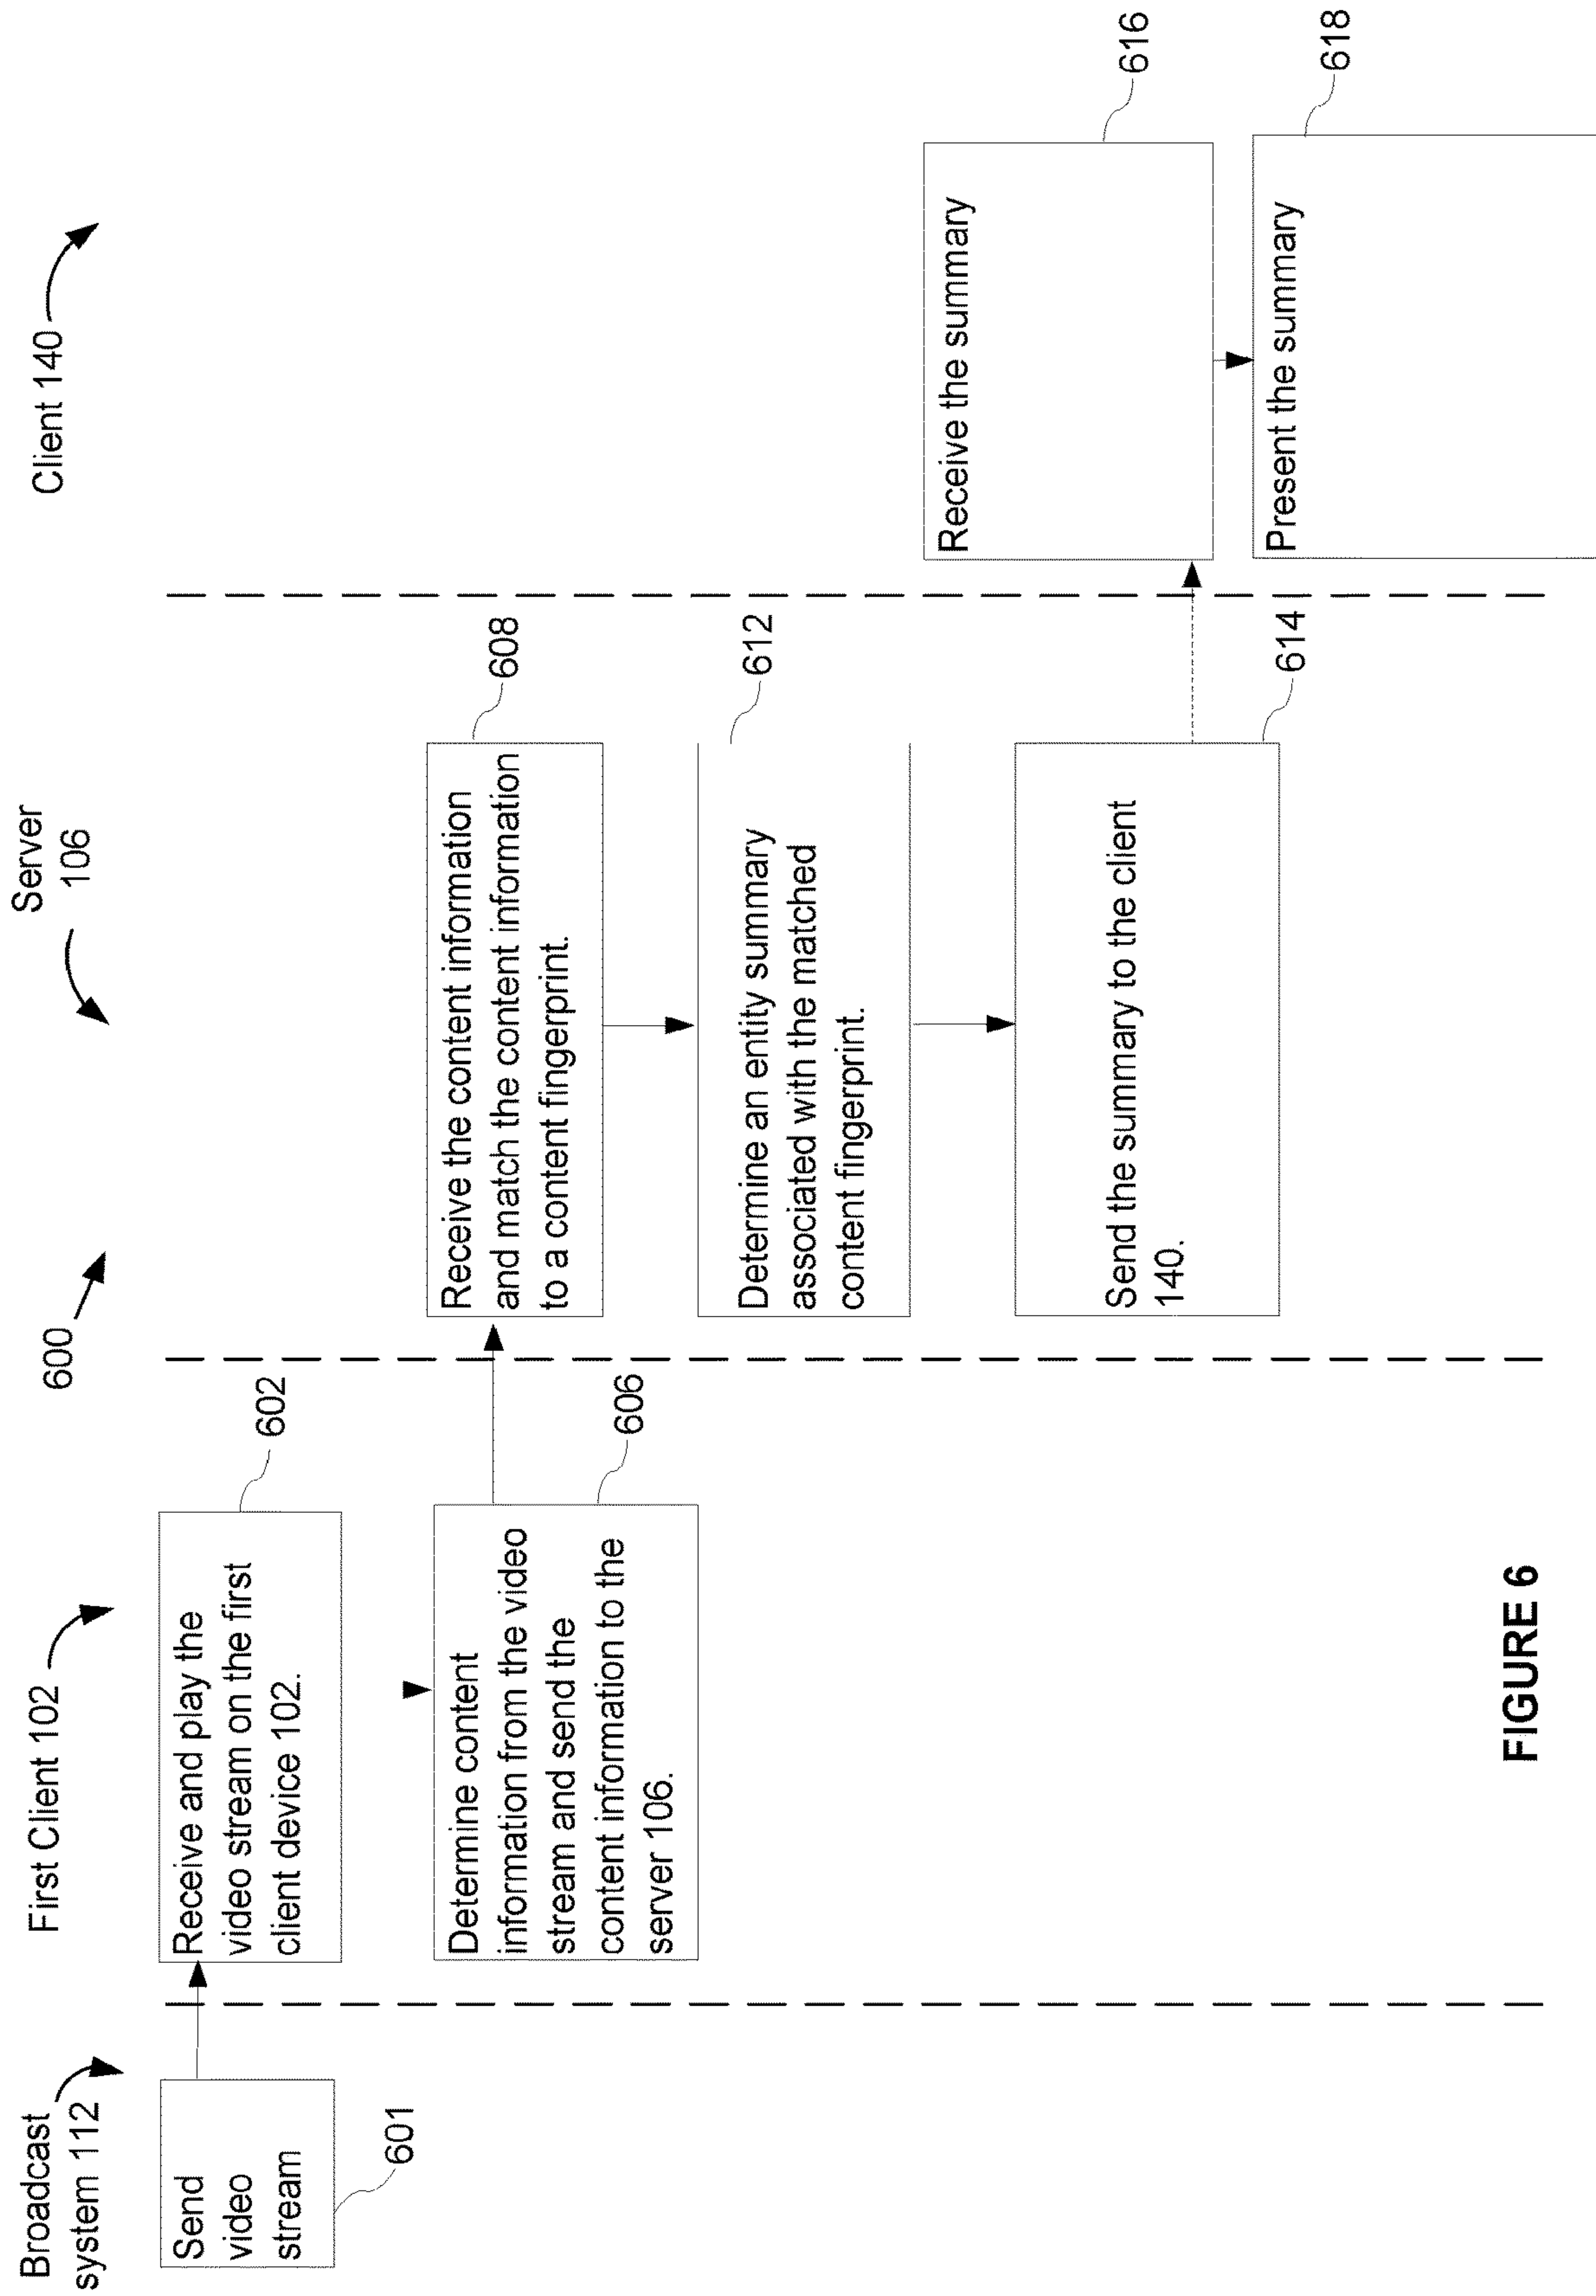 600
Broadcast
system 112
First Client 102
Server
106
Client 140
Send
video
stream
601
Receive and play the
video stream on the first
client device 102.
602
Determine content
information from the video
stream and send the
content information to the
server 106.
606
Receive the content information
and match the content information
to a content fingerprint.
608
Determine an entity summary
associated with the matched
content fingerprint.
612
Send the summary to the client
140.
614
Receive the summary
616
Present the summary
618
FIGURE 6